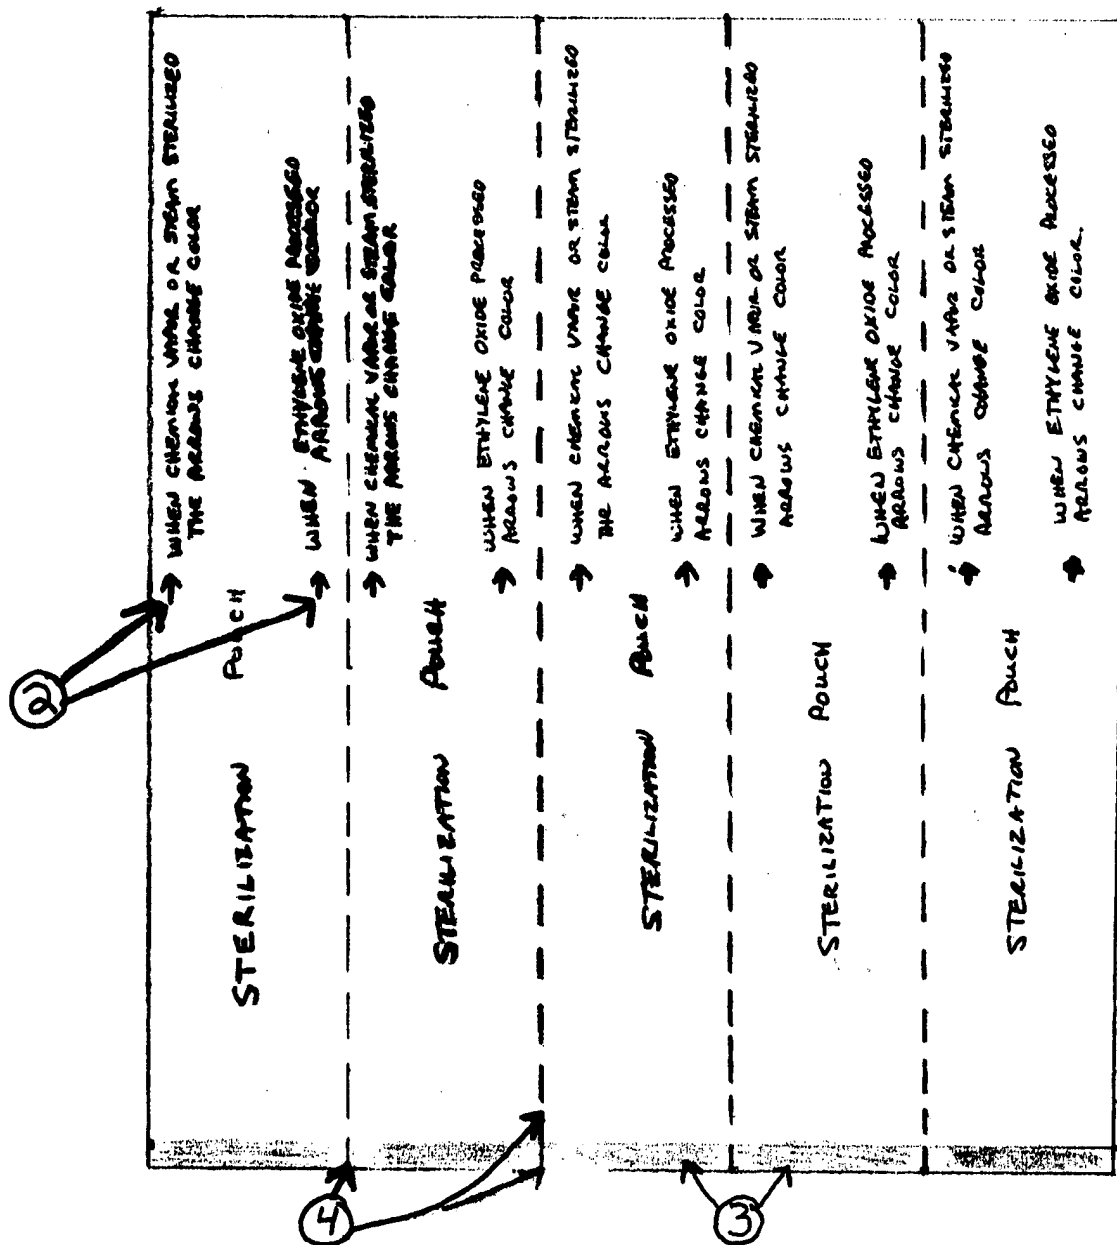 → WHEN CHEMICAL VAPOR OR STEAM STERILIZED
THE ARROWS CHANGE COLOR
→ WHEN ETHYLENE OXIDE PROCESSED
ARROWS CHANGE COLOR
STERILIZATION POUCH
→ WHEN CHEMICAL VAPOR OR STEAM STERILIZED
THE ARROWS CHANGE COLOR
→ WHEN ETHYLENE OXIDE PROCESSED
ARROWS CHANGE COLOR
STERILIZATION POUCH
→ WHEN CHEMICAL VAPOR OR STEAM STERILIZED
THE ARROWS CHANGE COLOR
→ WHEN ETHYLENE OXIDE PROCESSED
ARROWS CHANGE COLOR
STERILIZATION POUCH
→ WHEN CHEMICAL VAPOR OR STEAM STERILIZED
ARROWS CHANGE COLOR
→ WHEN ETHYLENE OXIDE PROCESSED
ARROWS CHANGE COLOR
STERILIZATION POUCH
→ WHEN CHEMICAL VAPOR OR STEAM STERILIZED
ARROWS CHANGE COLOR
→ WHEN ETHYLENE OXIDE PROCESSED
ARROWS CHANGE COLOR.
STERILIZATION POUCH
2
4
3